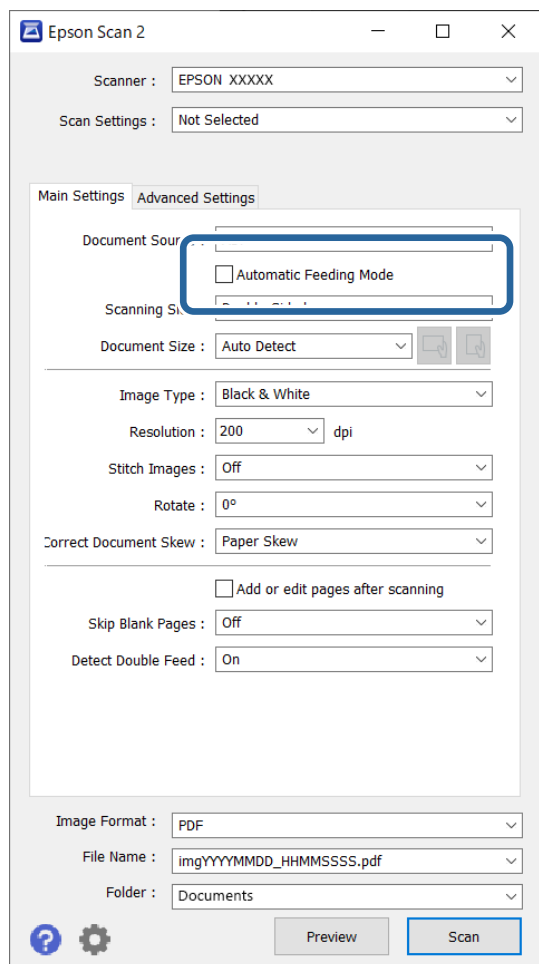 Epson Scan 2
Scanner : EPSON XXXXX
Scan Settings : Not Selected
Main Settings Advanced Settings
Document
Automatic Feeding Mode
Scanning
Document Size : Auto Detect
Image Type : Black & White
Resolution : 200 dpi
Stitch Images : Off
Rotate : 0°
Correct Document Skew : Paper Skew
Add or edit pages after scanning
Skip Blank Pages : Off
Detect Double Feed : On
Image Format : PDF
File Name : imgYYYYMMDD_HHMMSSSS.pdf
Folder : Documents
? Preview Scan